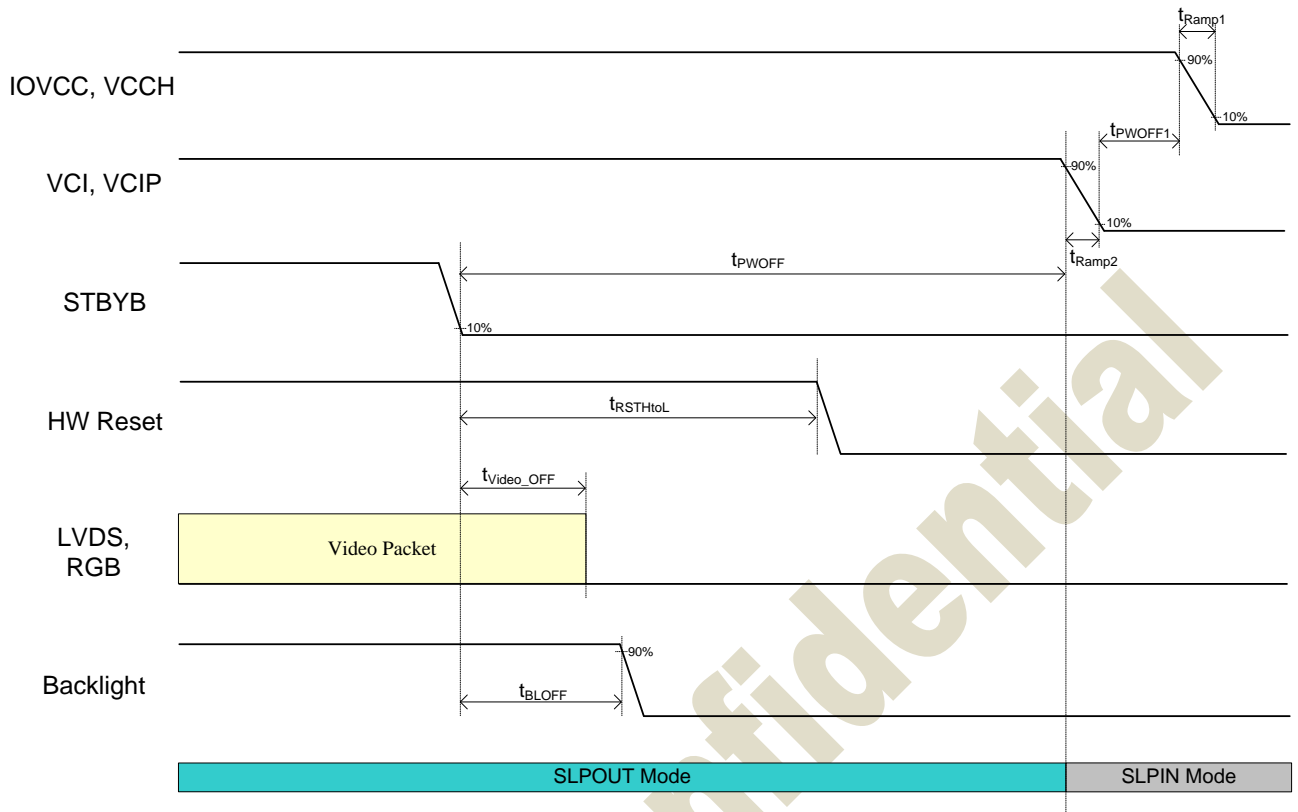 tRamp1
IOVCC, VCCH
90%
10%
tPWOFF1
VCI, VCIP
90%
10%
tRamp2
tPWOFF
STBYB
10%
HW Reset
tRSTHtoL
tVideo_OFF
LVDS,
RGB
Video Packet
Backlight
90%
tBLOFF
SLPOUT Mode
SLPIN Mode
nfidential